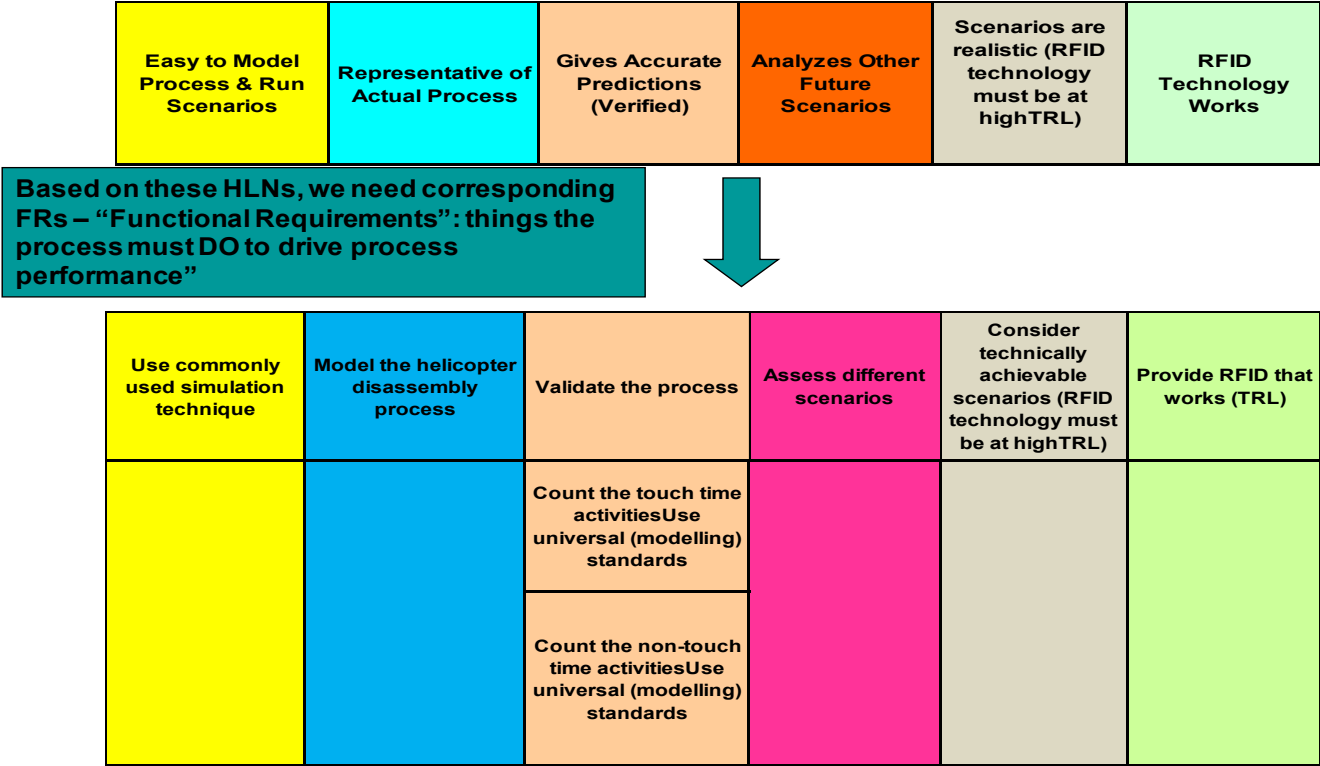 Easy to Model
Process & Run
Scenarios
Representative of
Actual Process
Gives Accurate
Predictions
(Verified)
Analyzes Other
Future
Scenarios
Scenarios are
realistic (RFID
technology
must be at
highTRL)
RFID
Technology
Works
Based on these HLNs, we need corresponding
FRs – “Functional Requirements”: things the
process must DO to drive process
performance”
Use commonly
used simulation
technique
Model the helicopter
disassembly
process
Validate the process
Assess different
scenarios
Consider
technically
achievable
scenarios (RFID
technology must
be at highTRL)
Provide RFID that
works (TRL)
Count the touch time
activitiesUse
universal (modelling)
standards
Count the non-touch
time activitiesUse
universal (modelling)
standards